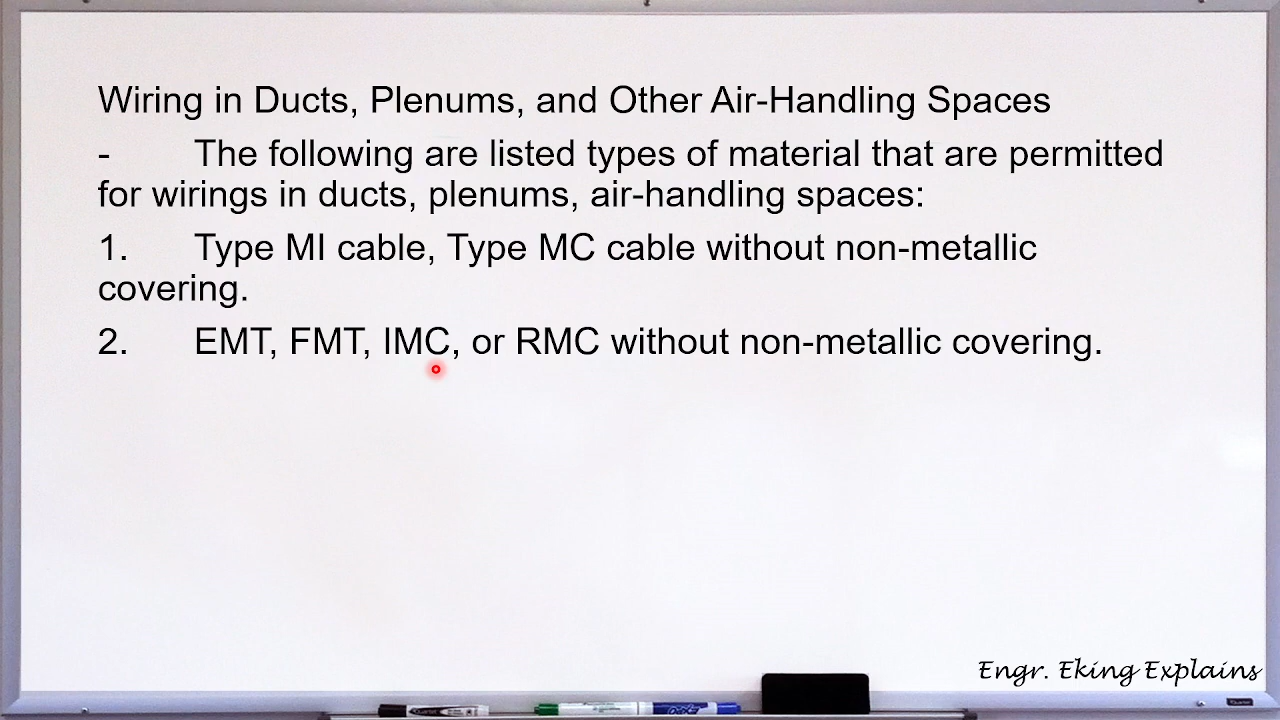 Wiring in Ducts, Plenums, and Other Air-Handling Spaces
- The following are listed types of material that are permitted
for wirings in ducts, plenums, air-handling spaces:
1. Type MI cable, Type MC cable without non-metallic
covering.
2. EMT, FMT, IMC, or RMC without non-metallic covering.
Engr. Eking Explains